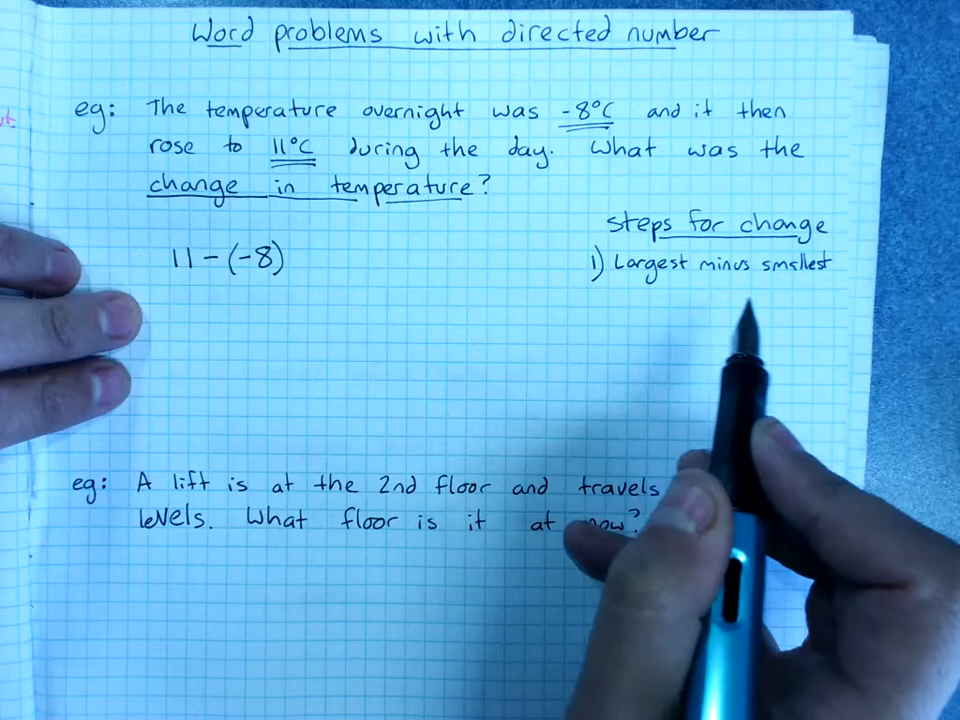 Word problems with directed number
eg: The temperature overnight was -8°C and it then
rose to 11°C during the day. What was the
change in temperature?
steps for change
11 - (-8)
1) Largest minus smallest
eg: A lift is at the 2nd floor and travels
levels. What floor is it at now?